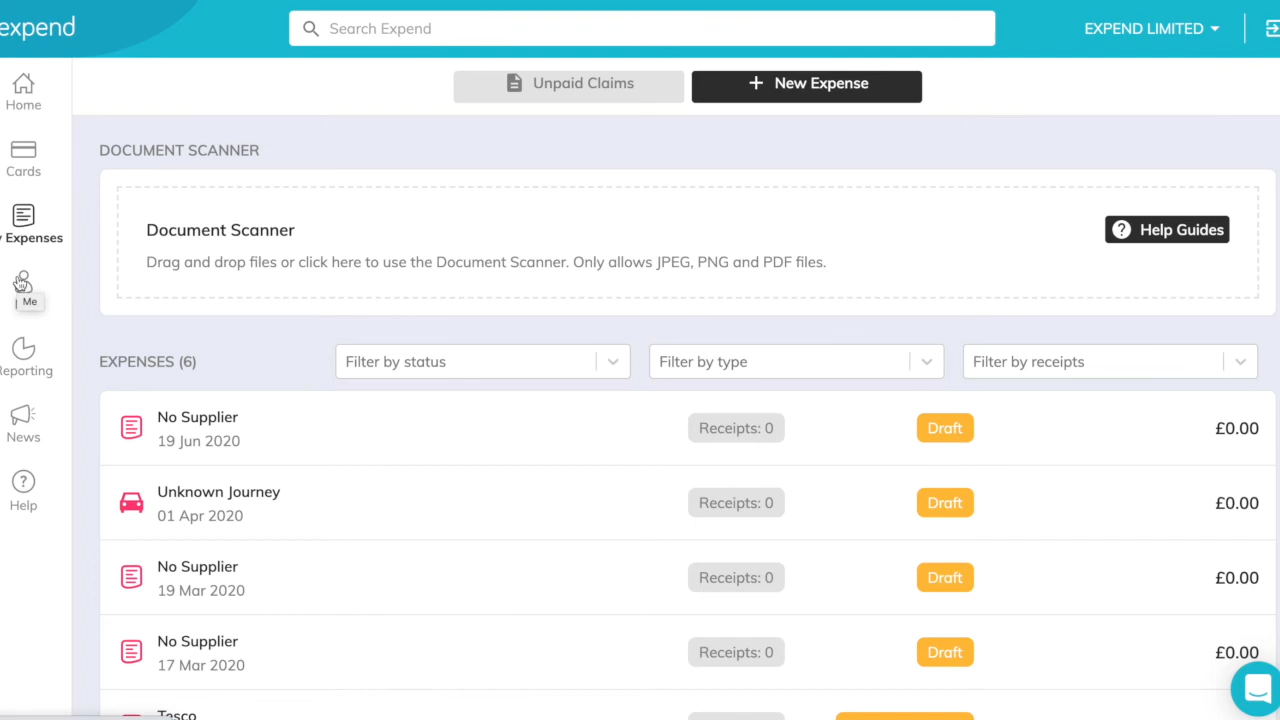 expend
Search Expend
EXPEND LIMITED
Home
Cards
Expenses
Me
Reporting
News
Help
Unpaid Claims
New Expense
DOCUMENT SCANNER
Document Scanner
Help Guides
Drag and drop files or click here to use the Document Scanner. Only allows JPEG, PNG and PDF files.
EXPENSES (6)
Filter by status
Filter by type
Filter by receipts
No Supplier
19 Jun 2020
Receipts: 0
Draft
£0.00
Unknown Journey
01 Apr 2020
Receipts: 0
Draft
£0.00
No Supplier
19 Mar 2020
Receipts: 0
Draft
£0.00
No Supplier
17 Mar 2020
Receipts: 0
Draft
£0.00
Tesco